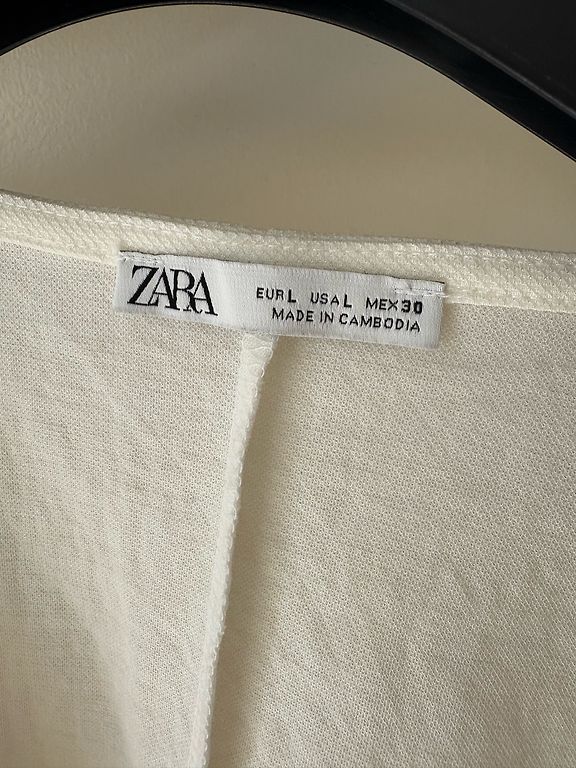 ZARA
EUR L USA L MEX 30
MADE IN CAMBODIA